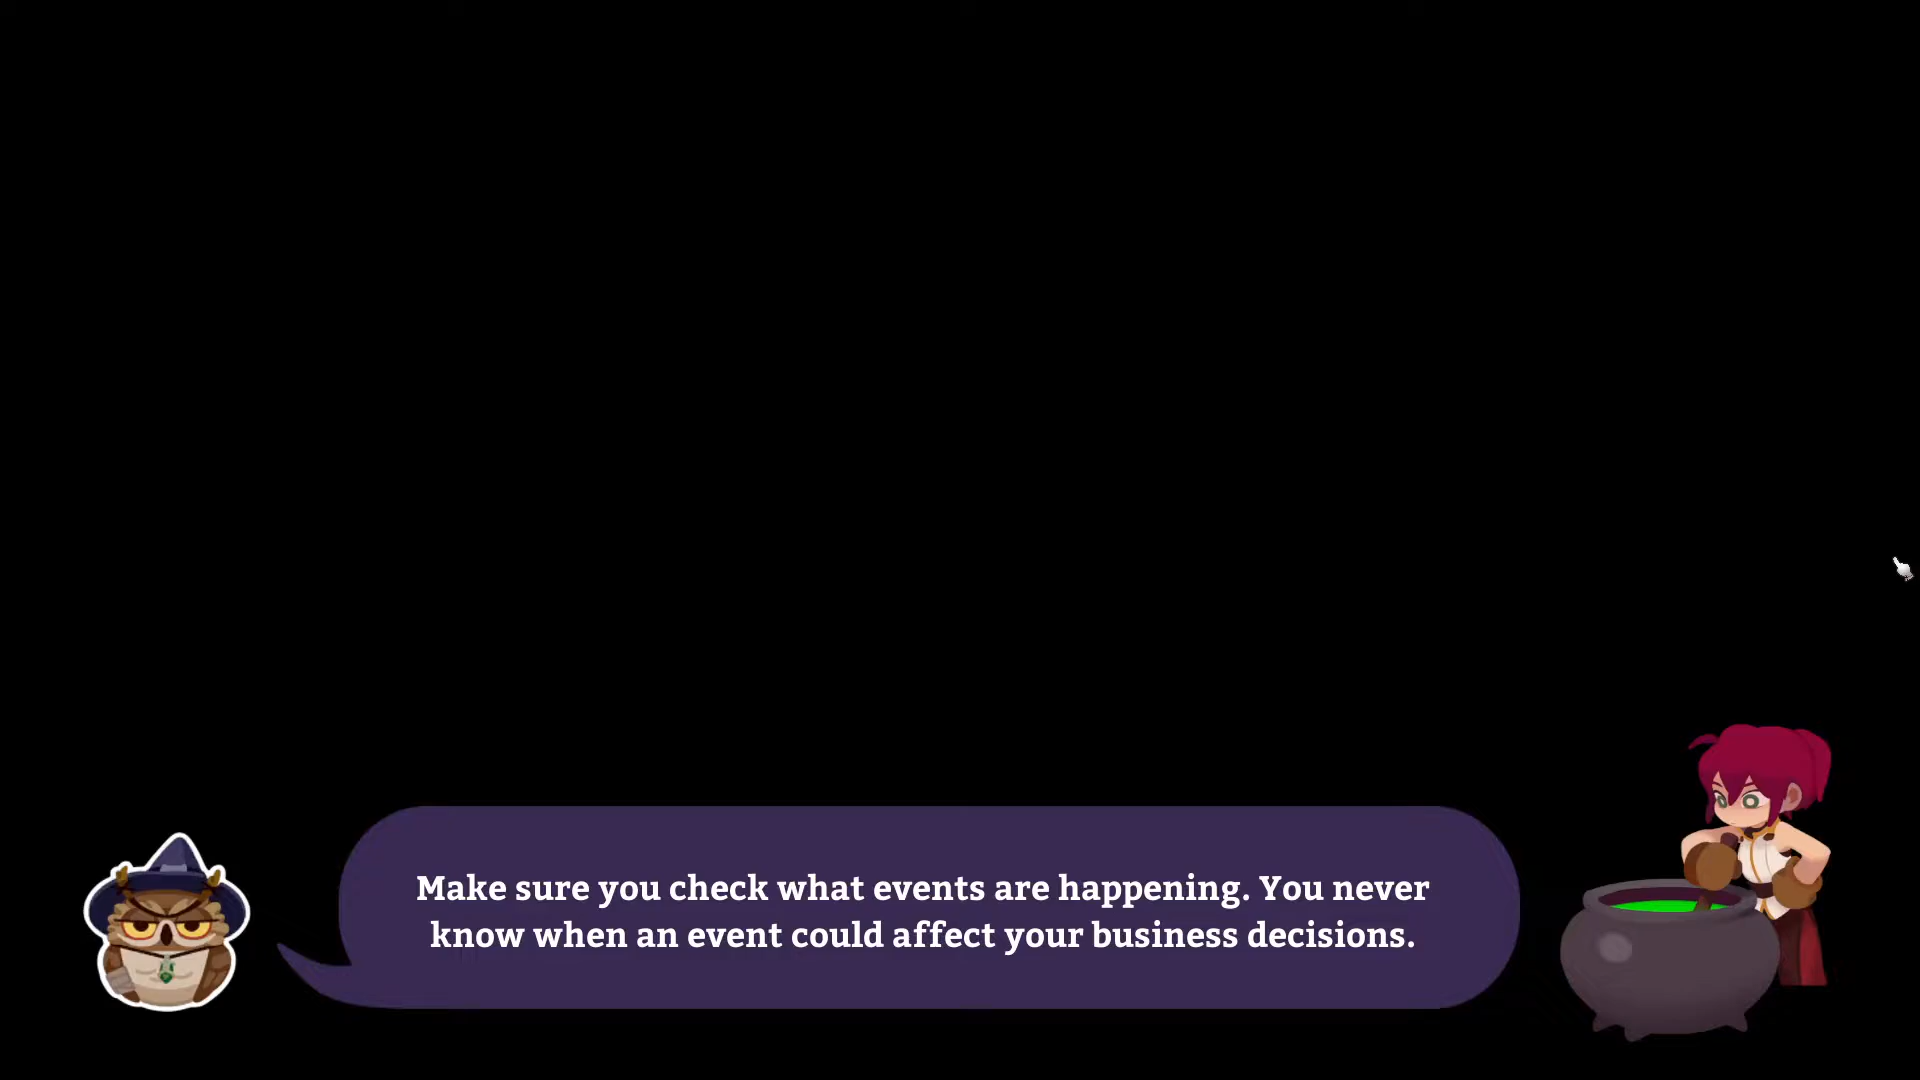 Make sure you check what events are happening. You never
know when an event could affect your business decisions.